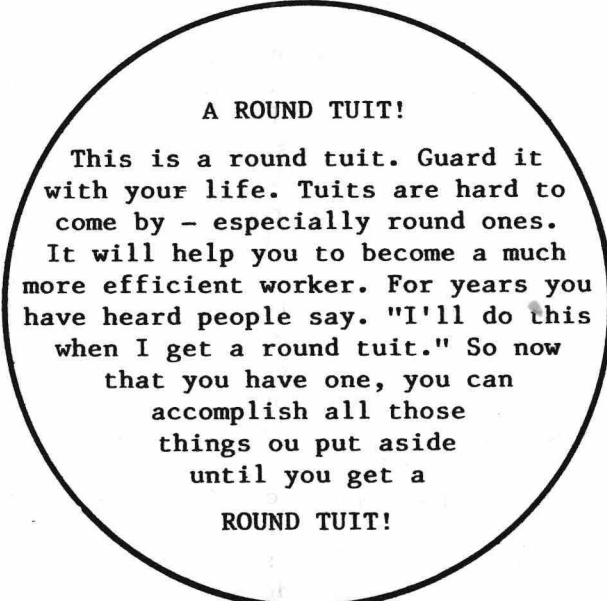 A ROUND TUIT!
This is a round tuit. Guard it
with your life. Tuits are hard to
come by – especially round ones.
It will help you to become a much
more efficient worker. For years you
have heard people say. "I'll do this
when I get a round tuit." So now
that you have one, you can
accomplish all those
things ou put aside
until you get a
ROUND TUIT!